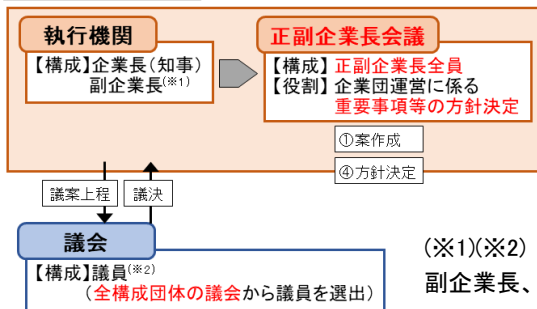 執行機関
【構成】企業長（知事）
副企業長(※1)
正副企業長会議
【構成】正副企業長全員
【役割】企業団運営に係る
重要事項等の方針決定
①案作成
④方針決定
議案上程
議決
議会
【構成】議員(※2)
（全構成団体の議会から議員を選出）
(※1)(※2)
副企業長、